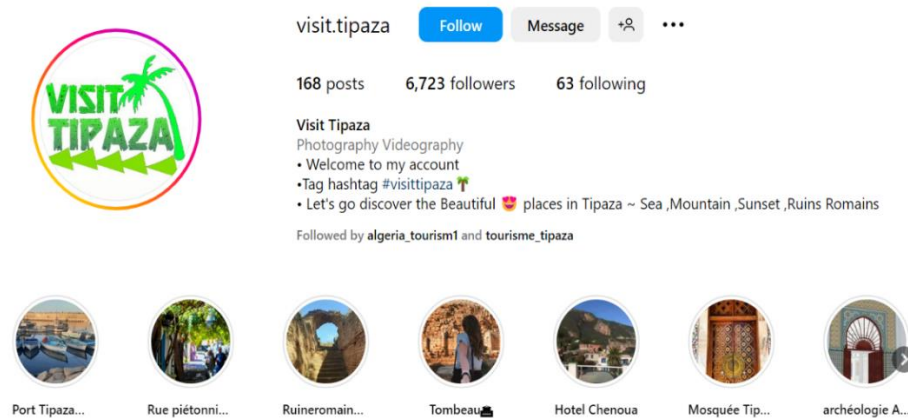 visit.tipaza Follow Message
168 posts 6,723 followers 63 following
VISIT
TIPAZA
Visit Tipaza
Photography Videography
• Welcome to my account
•Tag hashtag #visittipaza🌴
• Let's go discover the Beautiful 😍 places in Tipaza ~ Sea ,Mountain ,Sunset ,Ruins Romains
Followed by algeria_tourism1 and tourisme_tipaza
Port Tipaza... Rue piétonni... Ruineromain... Tombeau Hotel Chenoua Mosquée Tip... archéologie A...